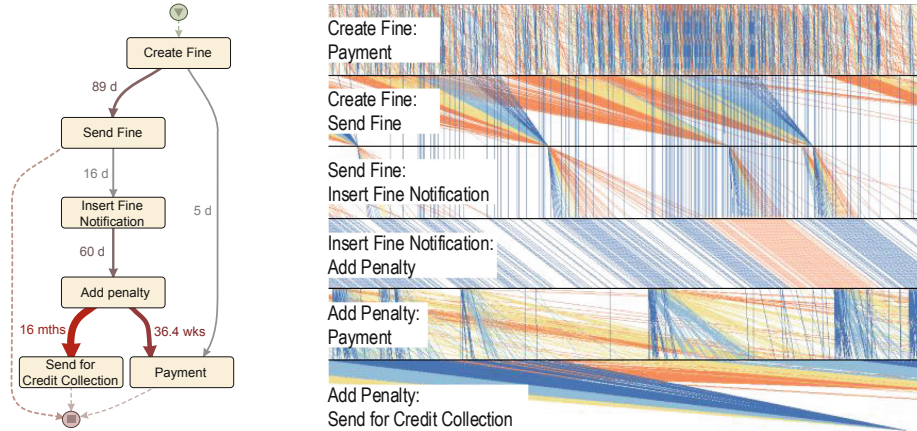 Create Fine
89 d
Send Fine
16 d
5 d
Insert Fine
Notification
60 d
Add penalty
16 mths
36.4 wks
Send for
Credit Collection
Payment
Create Fine:
Payment
Create Fine:
Send Fine
Send Fine:
Insert Fine Notification
Insert Fine Notification:
Add Penalty
Add Penalty:
Payment
Add Penalty:
Send for Credit Collection